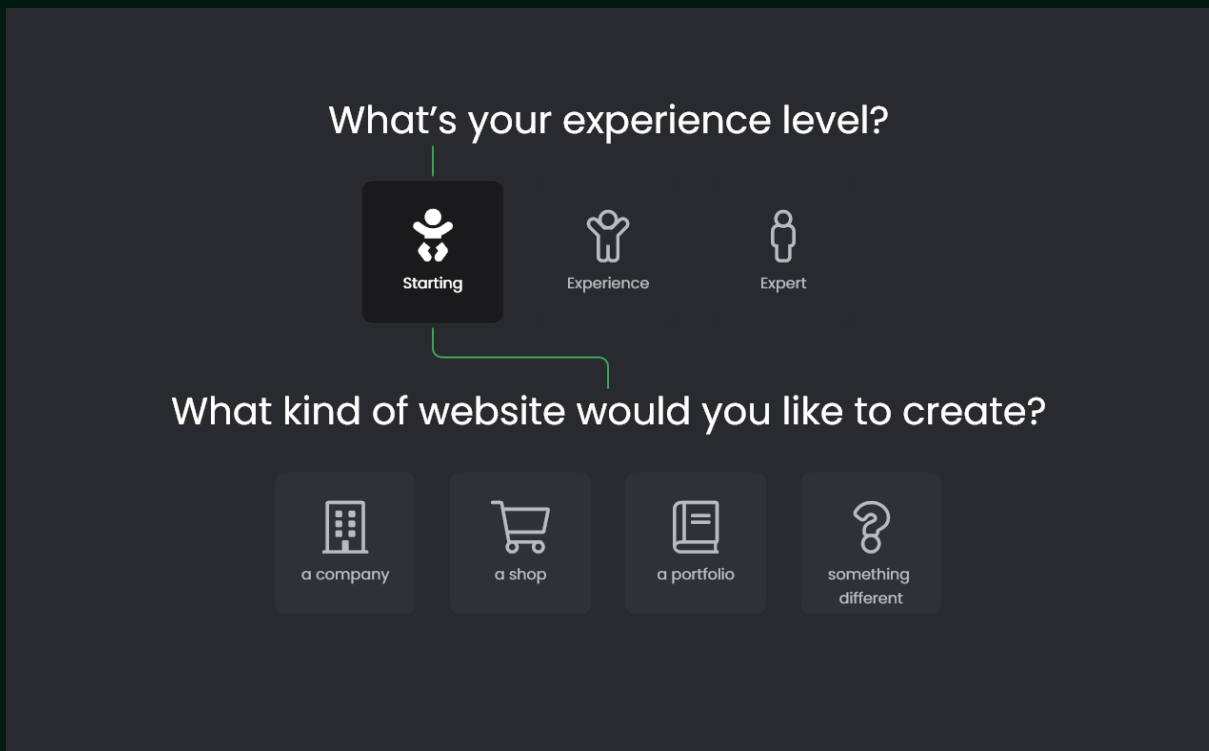 What’s your experience level?
Starting
Experience
Expert
What kind of website would you like to create?
a company
a shop
a portfolio
something
different